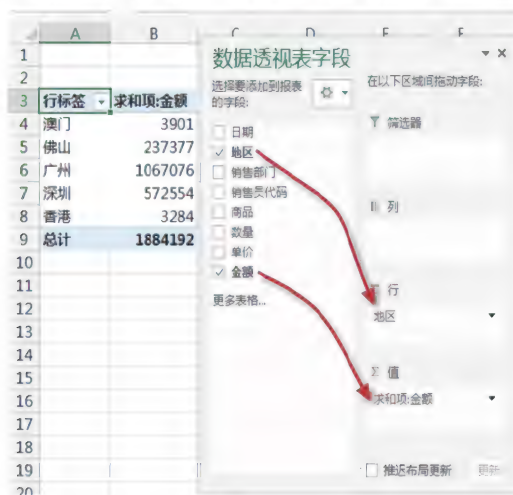 A B C D E F
1
2
3 行标签 求和项:金额
4 澳门 3901
5 佛山 237377
6 广州 1067076
7 深圳 572554
8 香港 3284
9 总计 1884192
10
11
12
13
14
15
16
17
18
19
20
数据透视表字段
选择要添加到报表
的字段:
日期
地区
销售部门
销售员代码
商品
数量
单价
金额
更多表格...
在以下区域间拖动字段:
筛选器
列
行
地区
Σ 值
求和项:金额
推迟布局更新 更新